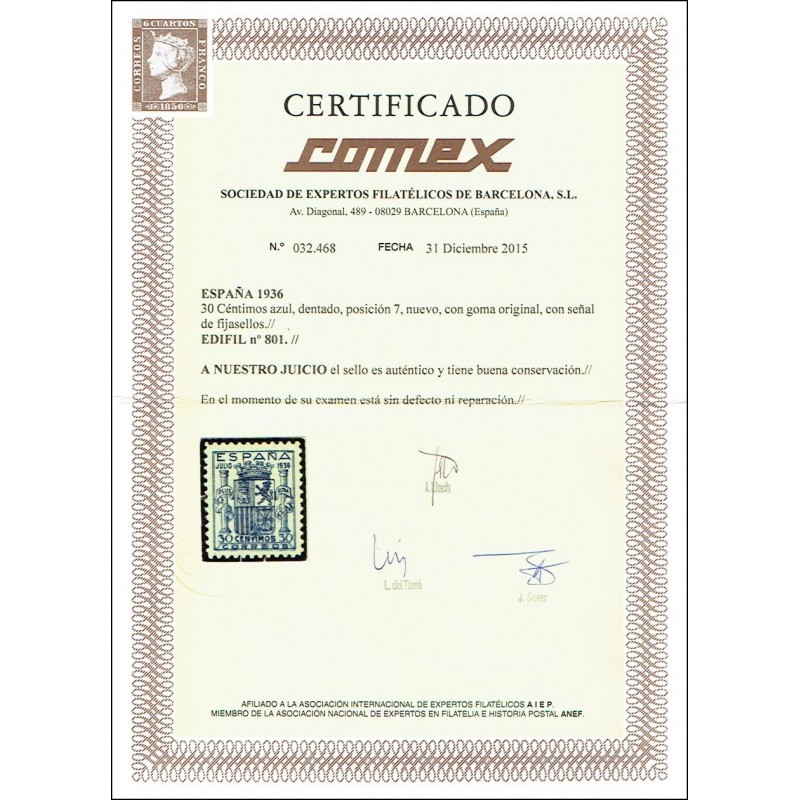 6 CUARTOS
CORREOS
FRANCO
1850
CERTIFICADO
comex
SOCIEDAD DE EXPERTOS FILATÉLICOS DE BARCELONA, S.L.
Av. Diagonal, 489 - 08029 BARCELONA (España)
N.º 032.468 FECHA 31 Diciembre 2015
ESPAÑA 1936
30 Céntimos azul, dentado, posición 7, nuevo, con goma original, con señal
de fijasellos.//
EDIFIL nº 801. //
A NUESTRO JUICIO el sello es auténtico y tiene buena conservación.//
En el momento de su examen está sin defecto ni reparación.//
ESPAÑA
JULIO 1936
PLUS
30 CENTIMOS 30
CORREOS
L. del Torró
J. Soler
AFILIADO A LA ASOCIACIÓN INTERNACIONAL DE EXPERTOS FILATÉLICOS A I E P.
MIEMBRO DE LA ASOCIACIÓN NACIONAL DE EXPERTOS EN FILATELIA E HISTORIA POSTAL ANEF.